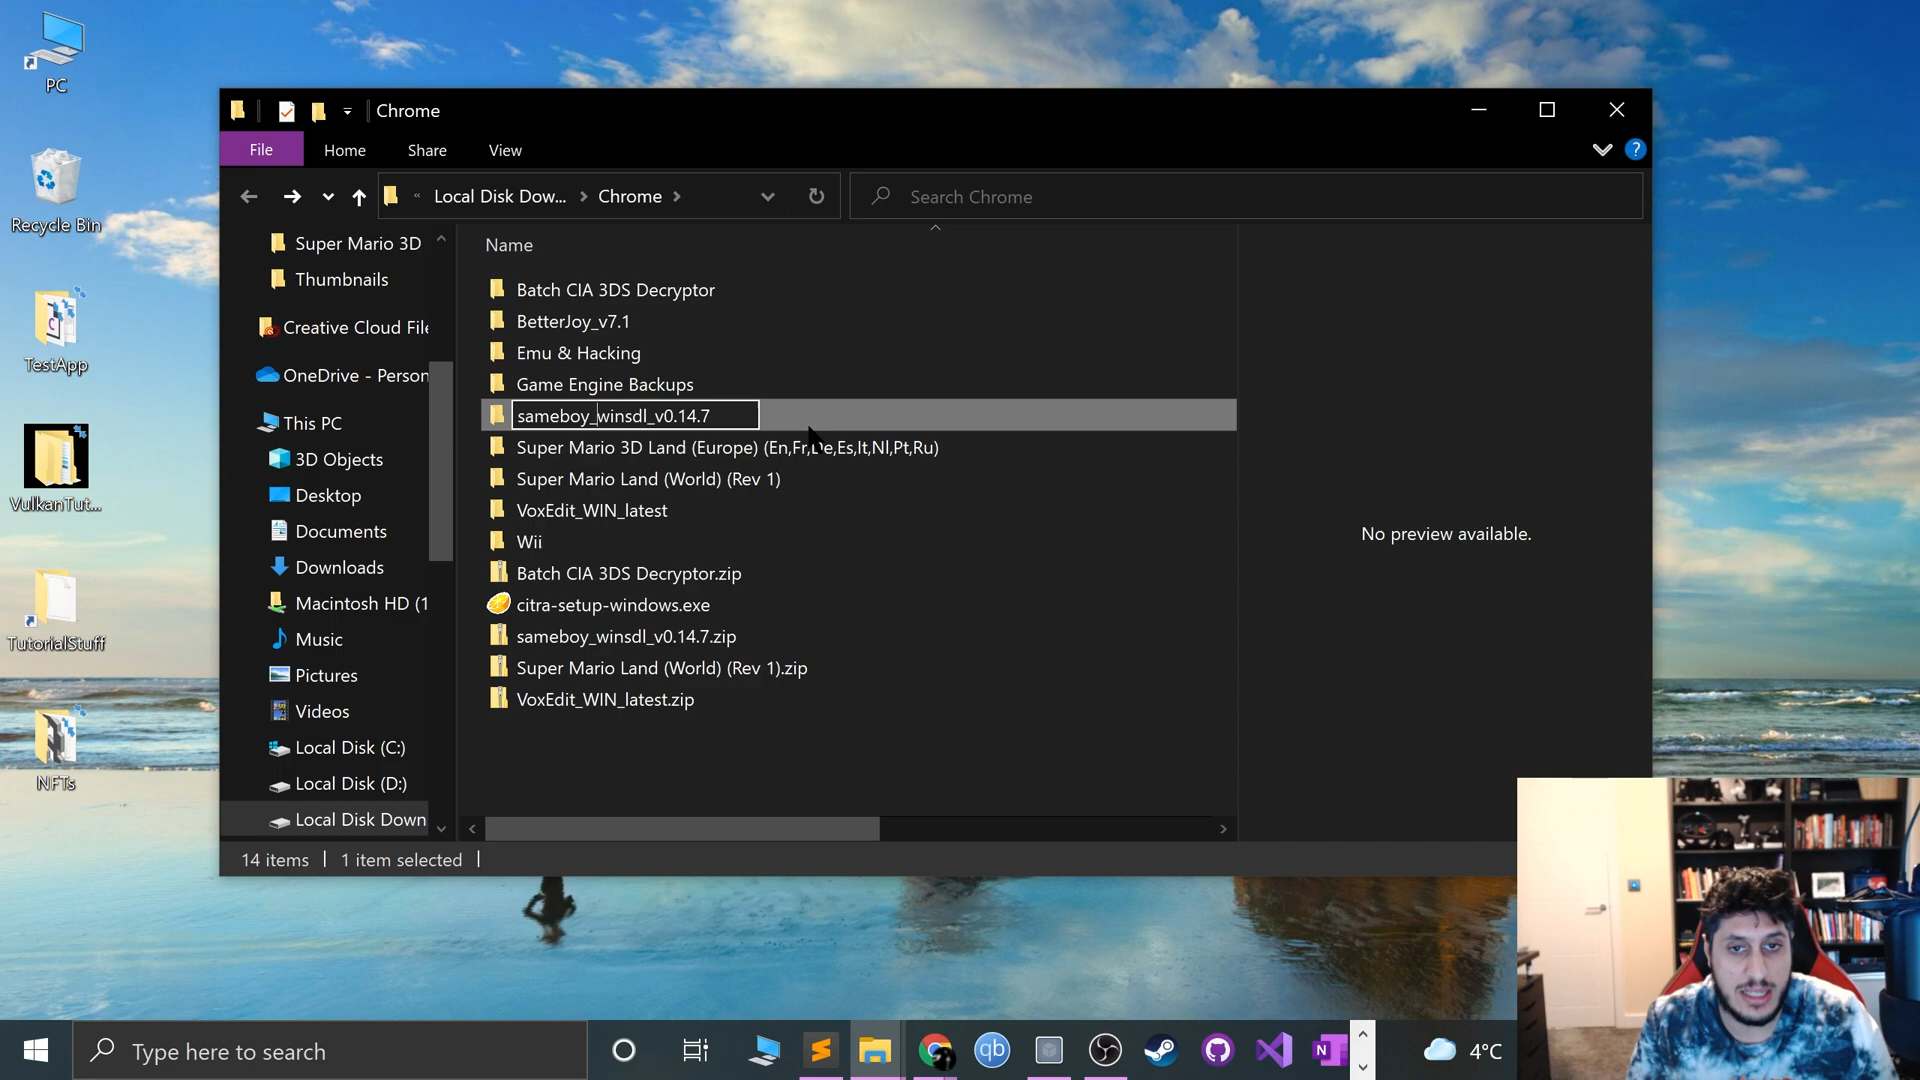 PC
Recycle Bin
TestApp
VulkanTut...
TutorialStuff
NFTs
Chrome
File
Home
Share
View
?
« Local Disk Dow... > Chrome >
Search Chrome
Super Mario 3D
Thumbnails
Creative Cloud File
OneDrive - Person
This PC
3D Objects
Desktop
Documents
Downloads
Macintosh HD (1
Music
Pictures
Videos
Local Disk (C:)
Local Disk (D:)
Local Disk Down
Name
Batch CIA 3DS Decryptor
BetterJoy_v7.1
Emu & Hacking
Game Engine Backups
sameboy_winsdl_v0.14.7
Super Mario 3D Land (Europe) (En,Fr,De,Es,It,Nl,Pt,Ru)
Super Mario Land (World) (Rev 1)
VoxEdit_WIN_latest
Wii
Batch CIA 3DS Decryptor.zip
citra-setup-windows.exe
sameboy_winsdl_v0.14.7.zip
Super Mario Land (World) (Rev 1).zip
VoxEdit_WIN_latest.zip
No preview available.
14 items
1 item selected
Type here to search
qb
N
4°C